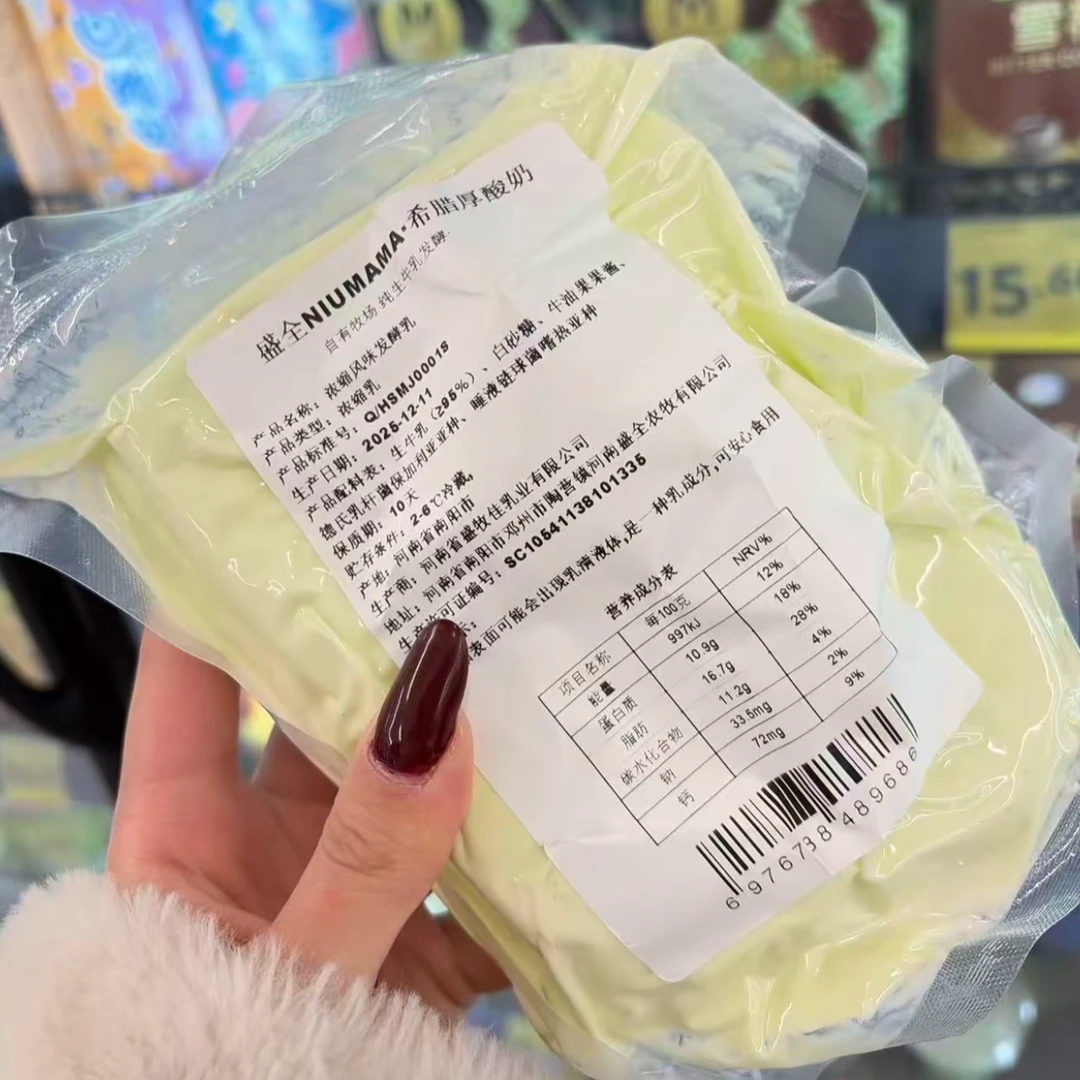 盛全NIUMAMA·希腊厚酸奶
自有牧场 纯生牛乳发酵
产品名称：浓缩风味发酵乳
产品类型：浓缩乳
产品标准号：Q/HSMJ0001S
生产日期：2025-12-11
产品配料表：生牛乳（≥95%）、白砂糖、牛油果果酱、
德氏乳杆菌保加利亚亚种、唾液链球菌嗜热亚种
保质期：10天
贮存条件：2-6℃冷藏,
产地：河南省南阳市
生产商：河南省盛牧佳乳业有限公司
地址：河南省南阳市邓州市陶营镇河南盛全农牧有限公司
生产许可证编号：SC10541138101335
表面可能会出现乳清液体,是一种乳成分,可安心食用
营养成分表
项目名称 每100克 NRV%
能量 997kJ 12%
蛋白质 10.9g 18%
脂肪 16.7g 28%
碳水化合物 11.2g 4%
钠 33.5mg 2%
钙 72mg 9%
6 976738 489686
15.